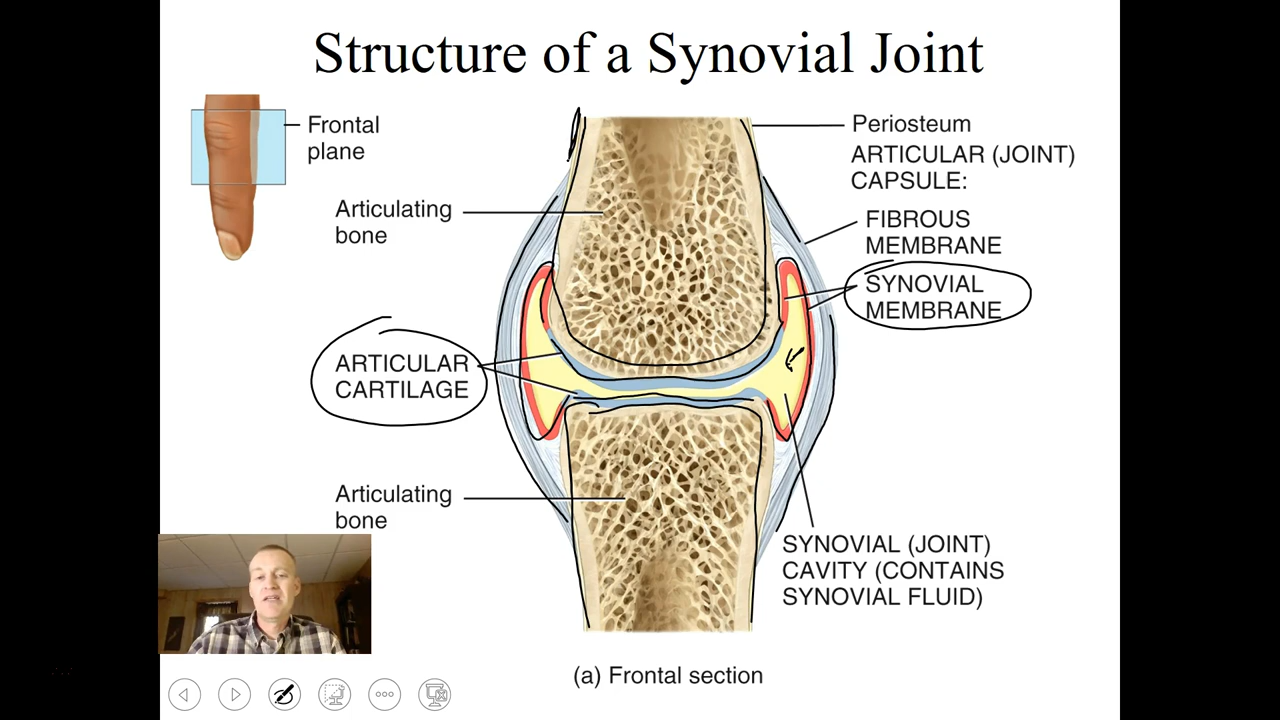 Structure of a Synovial Joint
Frontal
plane
Periosteum
ARTICULAR (JOINT)
CAPSULE:
Articulating
bone
FIBROUS
MEMBRANE
SYNOVIAL
MEMBRANE
ARTICULAR
CARTILAGE
Articulating
bone
SYNOVIAL (JOINT)
CAVITY (CONTAINS
SYNOVIAL FLUID)
(a) Frontal section